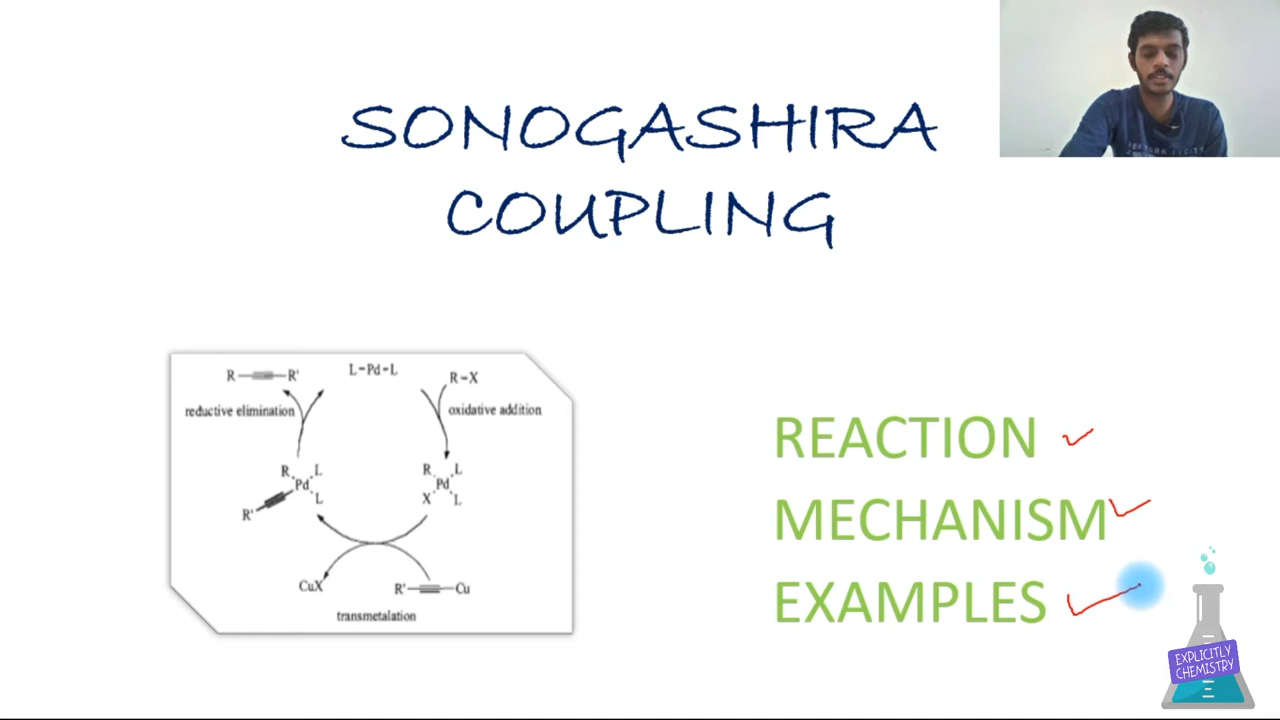 SONOGASHIRA
COUPLING
R R'
L-Pd-L
R-X
reductive elimination
oxidative addition
R L
Pd
R' L
R L
Pd
X L
CuX
R' Cu
transmetalation
REACTION
MECHANISM
EXAMPLES
EXPLICITLY
CHEMISTRY